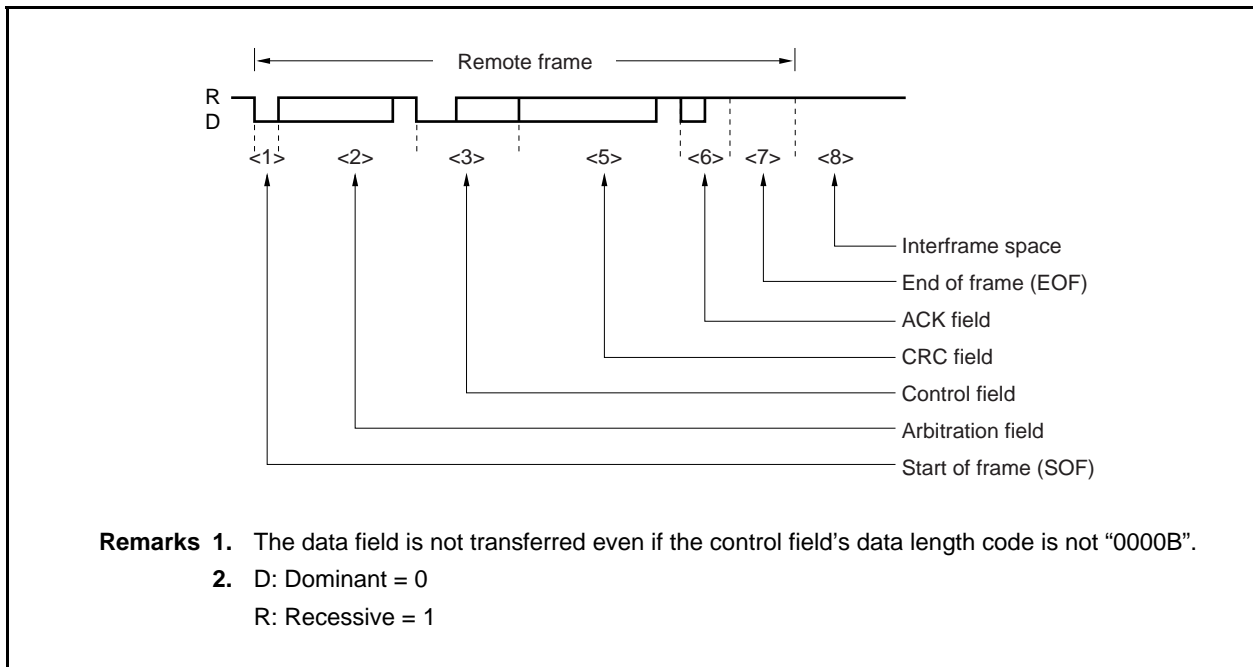 Remote frame
R
D
<1> <2> <3> <5> <6> <7> <8>
Interframe space
End of frame (EOF)
ACK field
CRC field
Control field
Arbitration field
Start of frame (SOF)
Remarks 1. The data field is not transferred even if the control field’s data length code is not “0000B”.
2. D: Dominant = 0
R: Recessive = 1